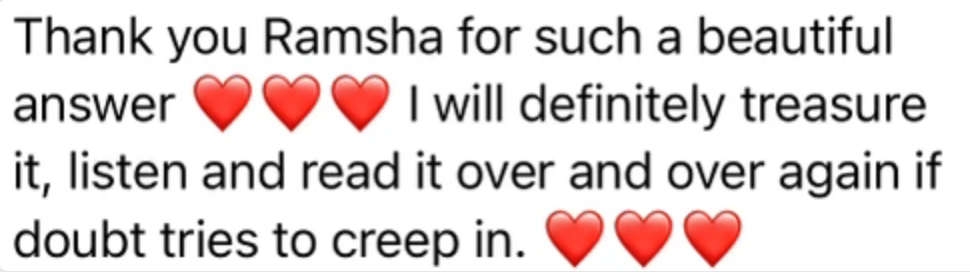 Thank you Ramsha for such a beautiful
answer ❤️❤️❤️ I will definitely treasure
it, listen and read it over and over again if
doubt tries to creep in. ❤️❤️❤️